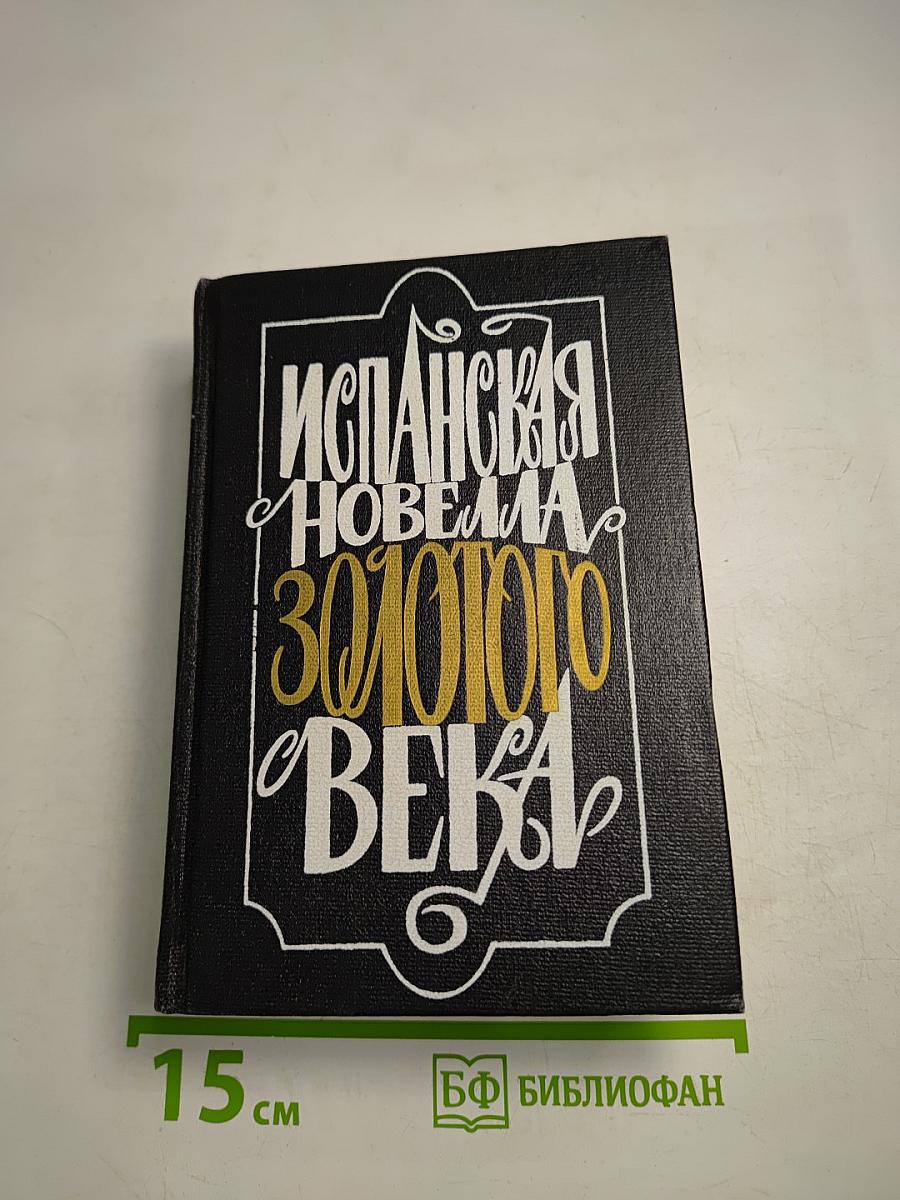 ИСПАНСКАЯ
НОВЕЛЛА
ЗОЛОТОГО
ВЕКА
15 см
БФ БИБЛИОФАН